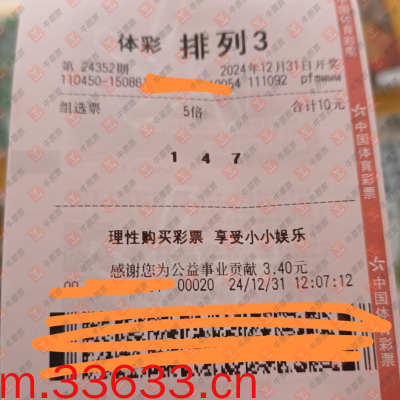 体彩 排列3
第 24352期 2024年12月31日开奖
110450-15086 0054 111092
组选票 5倍 合计10元
1 4 7
理性购买彩票 享受小小娱乐
感谢您为公益事业贡献 3.40元
00020 24/12/31 12:07:12
中国体育彩票
中国体育彩票
m.33633.cn